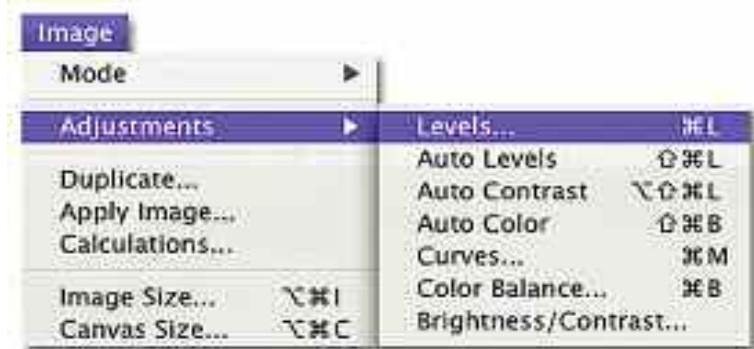 Image
Mode ▶
Adjustments ▶
Duplicate...
Apply Image...
Calculations...
Image Size... ⌥⌘I
Canvas Size... ⌥⌘C
Levels... ⌘L
Auto Levels ⇧⌘L
Auto Contrast ⌥⇧⌘L
Auto Color ⇧⌘B
Curves... ⌘M
Color Balance... ⌘B
Brightness/Contrast...